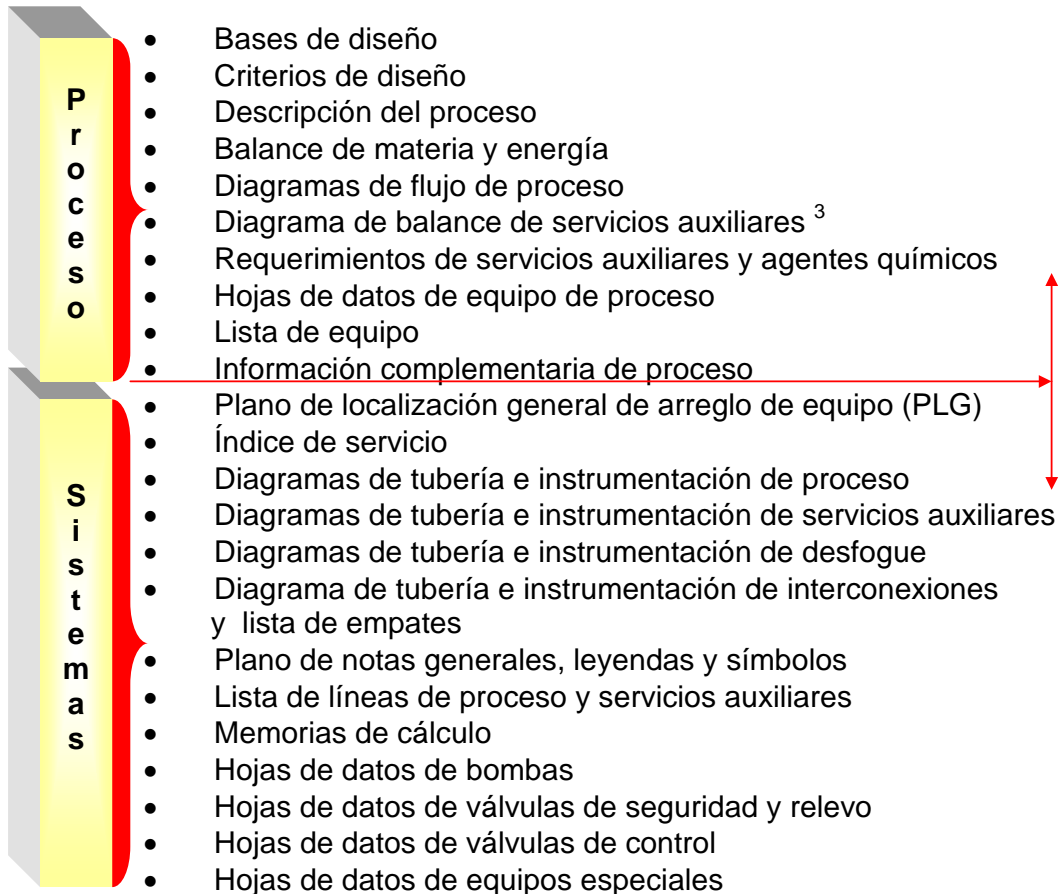 Proceso
• Bases de diseño
• Criterios de diseño
• Descripción del proceso
• Balance de materia y energía
• Diagramas de flujo de proceso
• Diagrama de balance de servicios auxiliares 3
• Requerimientos de servicios auxiliares y agentes químicos
• Hojas de datos de equipo de proceso
• Lista de equipo
• Información complementaria de proceso
Sistemas
• Plano de localización general de arreglo de equipo (PLG)
• Índice de servicio
• Diagramas de tubería e instrumentación de proceso
• Diagramas de tubería e instrumentación de servicios auxiliares
• Diagramas de tubería e instrumentación de desfogue
• Diagrama de tubería e instrumentación de interconexiones
y lista de empates
• Plano de notas generales, leyendas y símbolos
• Lista de líneas de proceso y servicios auxiliares
• Memorias de cálculo
• Hojas de datos de bombas
• Hojas de datos de válvulas de seguridad y relevo
• Hojas de datos de válvulas de control
• Hojas de datos de equipos especiales